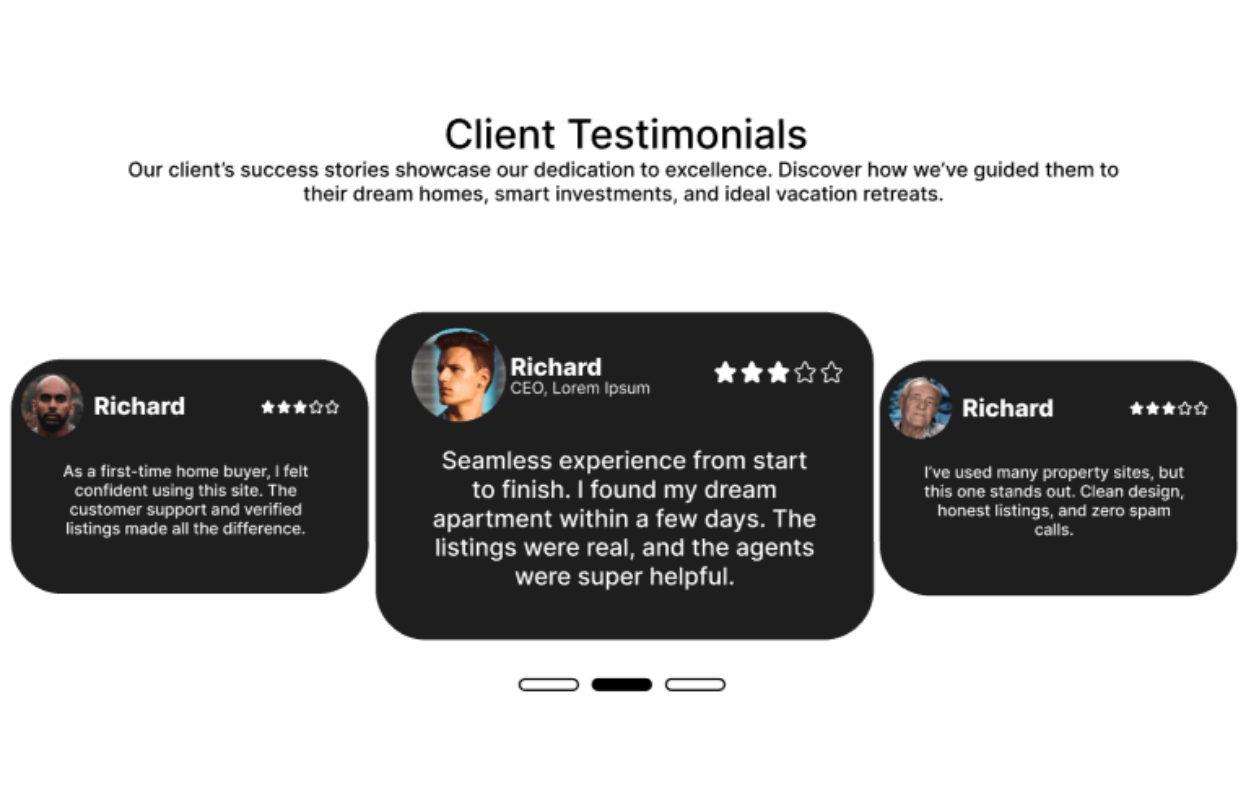 Client Testimonials
Our client’s success stories showcase our dedication to excellence. Discover how we’ve guided them to
their dream homes, smart investments, and ideal vacation retreats.
Richard
As a first-time home buyer, I felt
confident using this site. The
customer support and verified
listings made all the difference.
Richard
CEO, Lorem Ipsum
Seamless experience from start
to finish. I found my dream
apartment within a few days. The
listings were real, and the agents
were super helpful.
Richard
I’ve used many property sites, but
this one stands out. Clean design,
honest listings, and zero spam
calls.